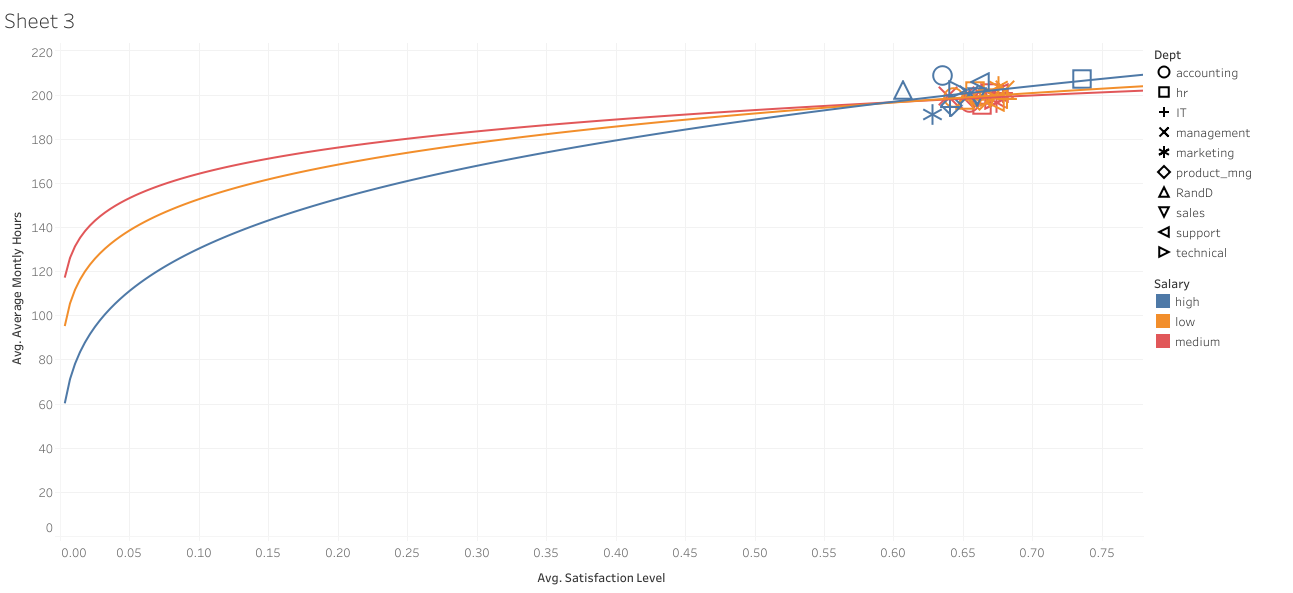 Sheet 3
220
200
180
160
140
120
100
80
60
40
20
0
Avg. Average Montly Hours
0.00 0.05 0.10 0.15 0.20 0.25 0.30 0.35 0.40 0.45 0.50 0.55 0.60 0.65 0.70 0.75
Avg. Satisfaction Level
Dept
accounting
hr
IT
management
marketing
product_mng
RandD
sales
support
technical
Salary
high
low
medium